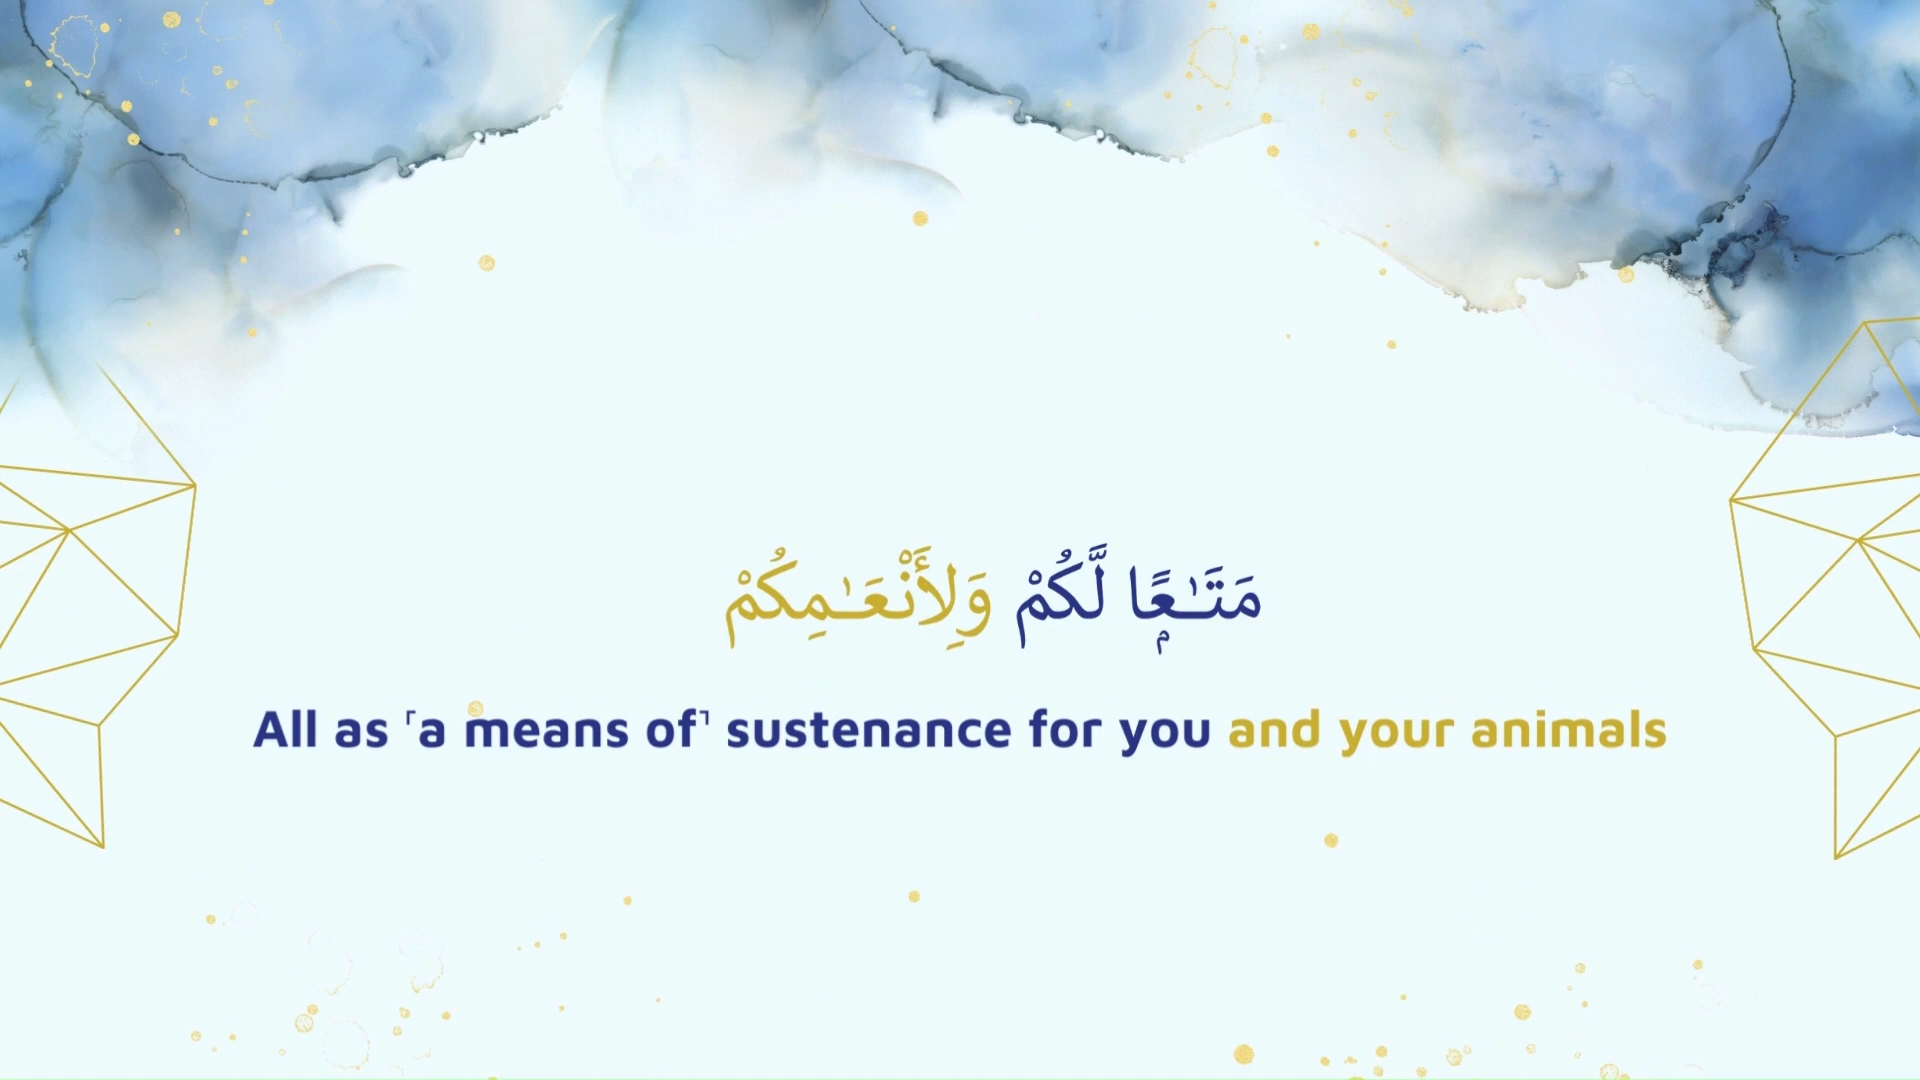 مَتَـٰعًۭا لَّكُمْ وَلِأَنْعَـٰمِكُمْ
All as ˹a means of˺ sustenance for you and your animals